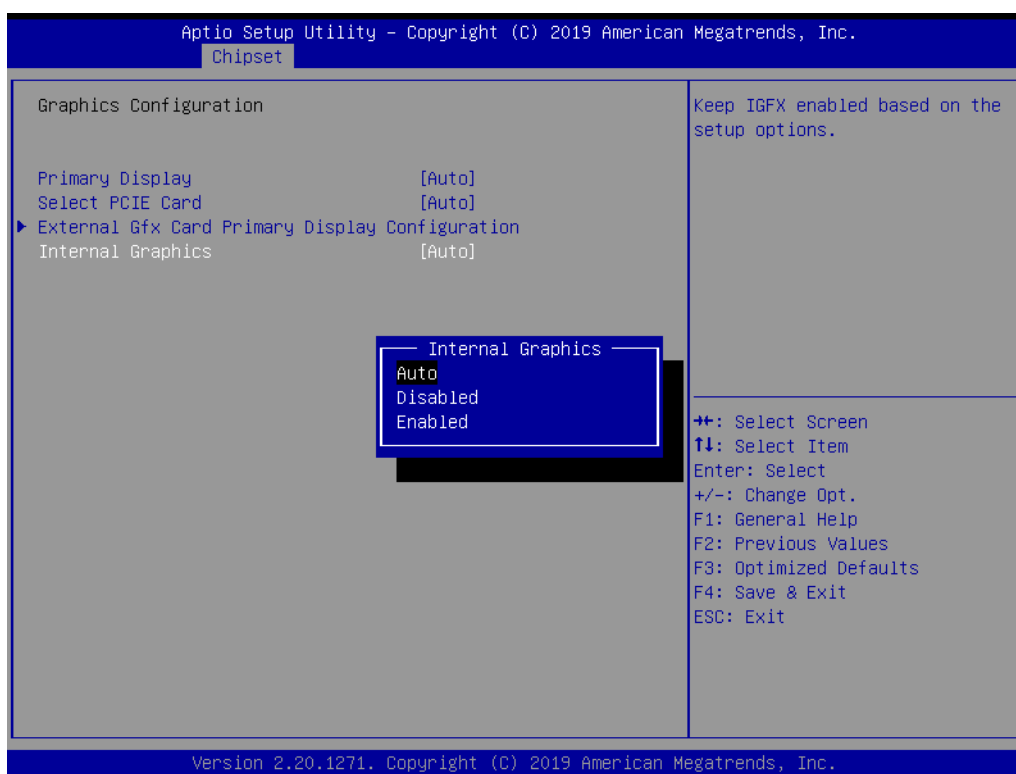 Aptio Setup Utility – Copyright (C) 2019 American Megatrends, Inc.
Chipset
Graphics Configuration
Primary Display [Auto]
Select PCIE Card [Auto]
External Gfx Card Primary Display Configuration
Internal Graphics [Auto]
Internal Graphics
Auto
Disabled
Enabled
Keep IGFX enabled based on the
setup options.
→←: Select Screen
↑↓: Select Item
Enter: Select
+/-: Change Opt.
F1: General Help
F2: Previous Values
F3: Optimized Defaults
F4: Save & Exit
ESC: Exit
Version 2.20.1271. Copyright (C) 2019 American Megatrends, Inc.